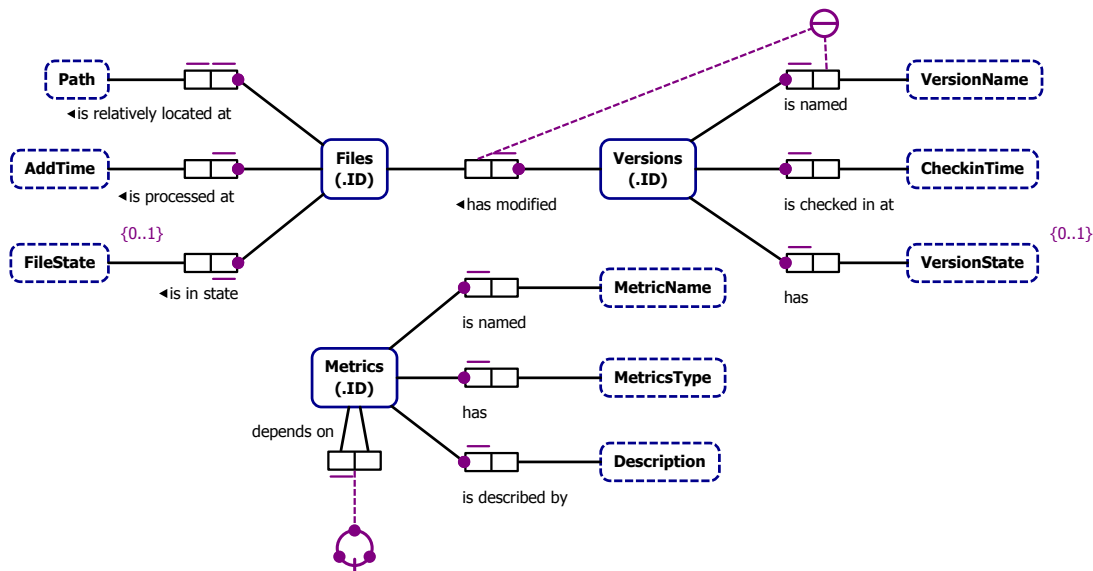 Path
◄is relatively located at
AddTime
◄is processed at
{0..1}
FileState
◄is in state
Files
(.ID)
◄has modified
Versions
(.ID)
is named
VersionName
is checked in at
CheckinTime
{0..1}
has
VersionState
Metrics
(.ID)
depends on
is named
MetricName
has
MetricsType
is described by
Description